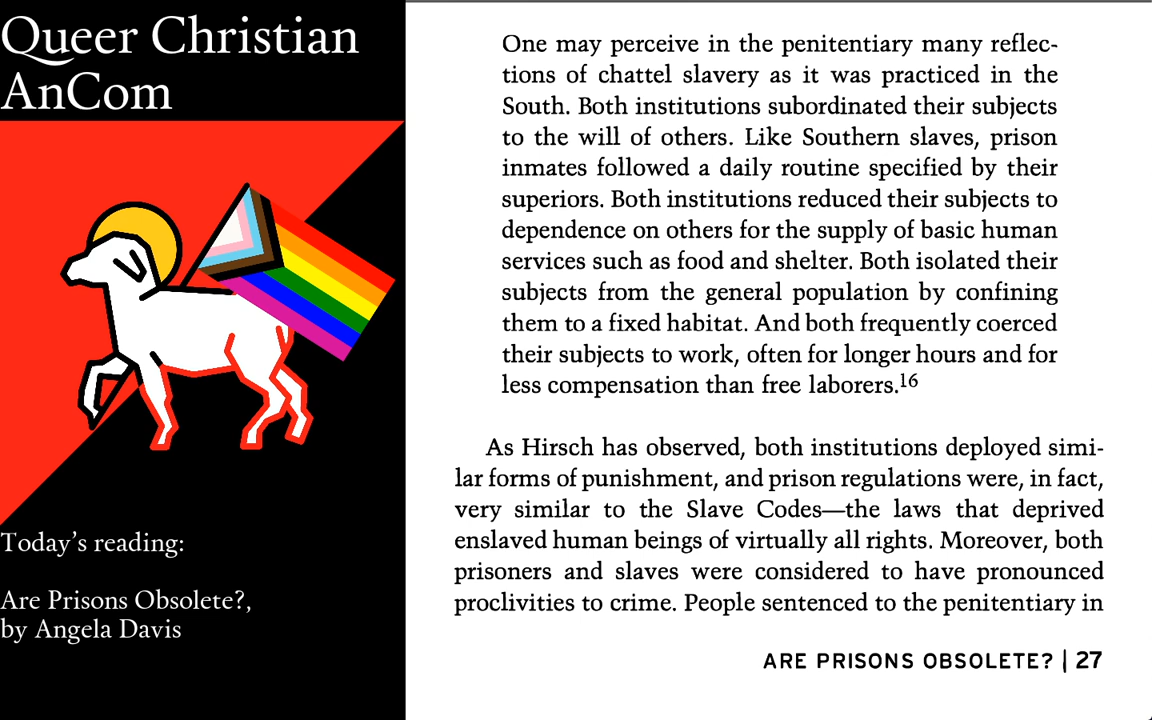 Queer Christian
AnCom
Today's reading:
Are Prisons Obsolete?,
by Angela Davis
One may perceive in the penitentiary many reflec-
tions of chattel slavery as it was practiced in the
South. Both institutions subordinated their subjects
to the will of others. Like Southern slaves, prison
inmates followed a daily routine specified by their
superiors. Both institutions reduced their subjects to
dependence on others for the supply of basic human
services such as food and shelter. Both isolated their
subjects from the general population by confining
them to a fixed habitat. And both frequently coerced
their subjects to work, often for longer hours and for
less compensation than free laborers.16
As Hirsch has observed, both institutions deployed simi-
lar forms of punishment, and prison regulations were, in fact,
very similar to the Slave Codes—the laws that deprived
enslaved human beings of virtually all rights. Moreover, both
prisoners and slaves were considered to have pronounced
proclivities to crime. People sentenced to the penitentiary in
ARE PRISONS OBSOLETE? | 27